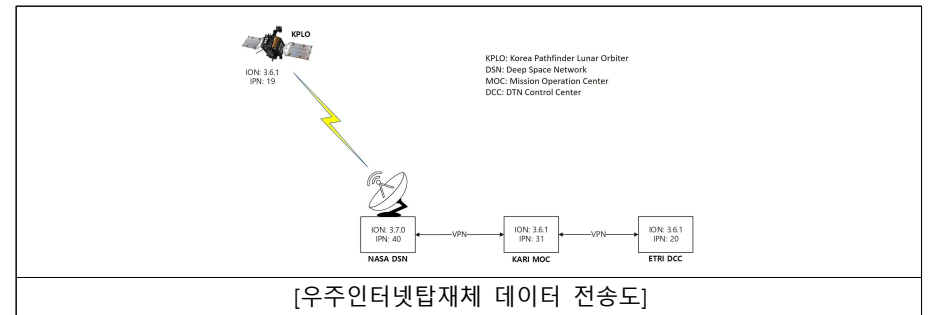 KPLO
ION: 3.6.1
IPN: 19
KPLO: Korea Pathfinder Lunar Orbiter
DSN: Deep Space Network
MOC: Mission Operation Center
DCC: DTN Control Center
ION: 3.7.0
IPN: 40
NASA DSN
VPN
ION: 3.6.1
IPN: 31
KARI MOC
VPN
ION: 3.6.1
IPN: 20
ETRI DCC
[우주인터넷탑재체 데이터 전송도]